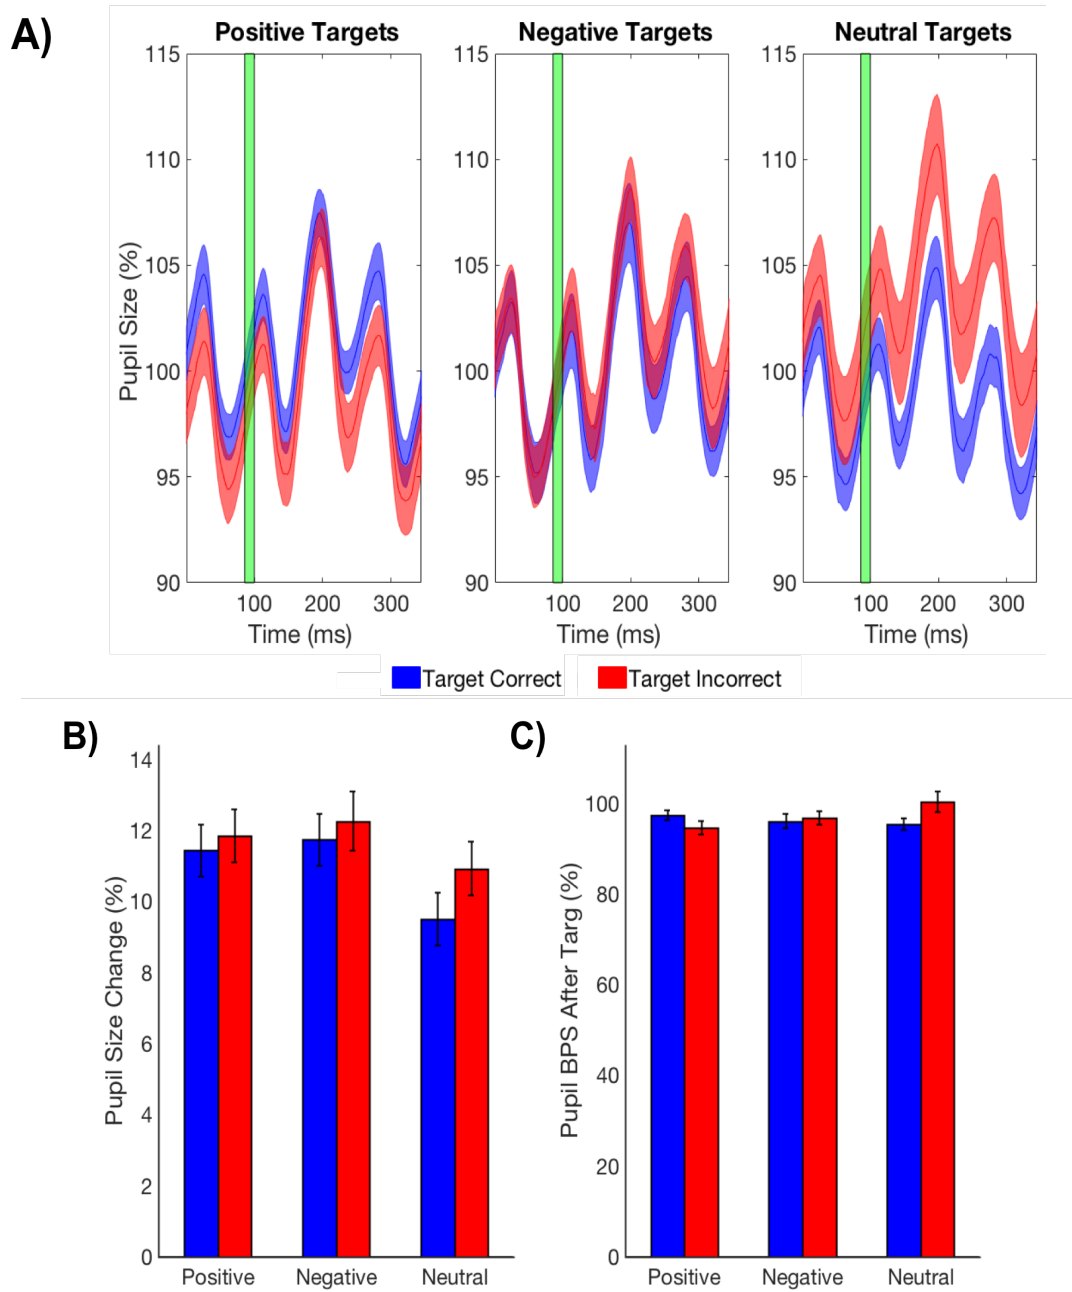 A)
Positive Targets Negative Targets Neutral Targets
115 115 115
110 110 110
105 105 105
100 100 100
95 95 95
90 90 90
Pupil Size (%)
100 200 300 100 200 300 100 200 300
Time (ms) Time (ms) Time (ms)
Target Correct Target Incorrect
B)
14
12
10
8
6
4
2
0
Pupil Size Change (%)
Positive Negative Neutral
C)
100
80
60
40
20
0
Pupil BPS After Targ (%)
Positive Negative Neutral